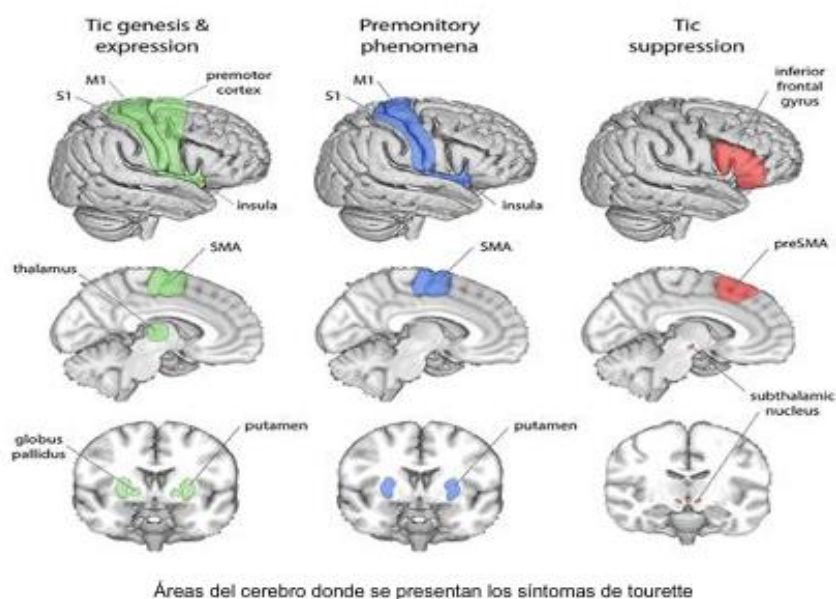 Tic genesis &
expression
Premonitory
phenomena
Tic
suppression
M1
S1
premotor
cortex
insula
M1
S1
insula
inferior
frontal
gyrus
thalamus
SMA
SMA
preSMA
globus
pallidus
putamen
putamen
subthalamic
nucleus
Áreas del cerebro donde se presentan los síntomas de tourette